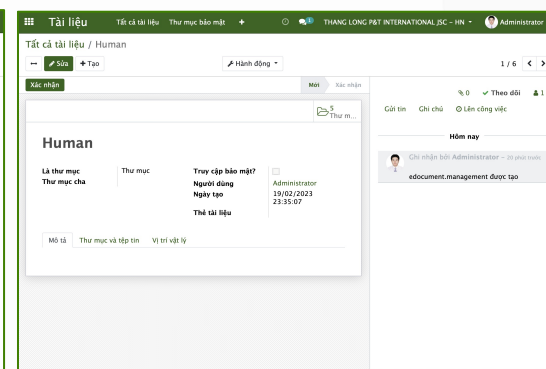 Tài liệu Tất cả tài liệu Thư mục bảo mật + 1 THANG LONG P&T INTERNATIONAL JSC - HN Administrator
Tất cả tài liệu / Human
Sửa + Tạo Hành động 1 / 6
Xác nhận Mới Xác nhận
0 Theo dõi 1
Gửi tin Ghi chú Lên công việc
5
Thư m...
Hôm nay
Human
Ghi nhận bởi Administrator - 20 phút trước
edocument.management được tạo
Là thư mục Thư mục Truy cập bảo mật?
Thư mục cha Người dùng Administrator
Ngày tạo 19/02/2023
23:35:07
Thẻ tài liệu
Mô tả Thư mục và tệp tin Vị trí vật lý